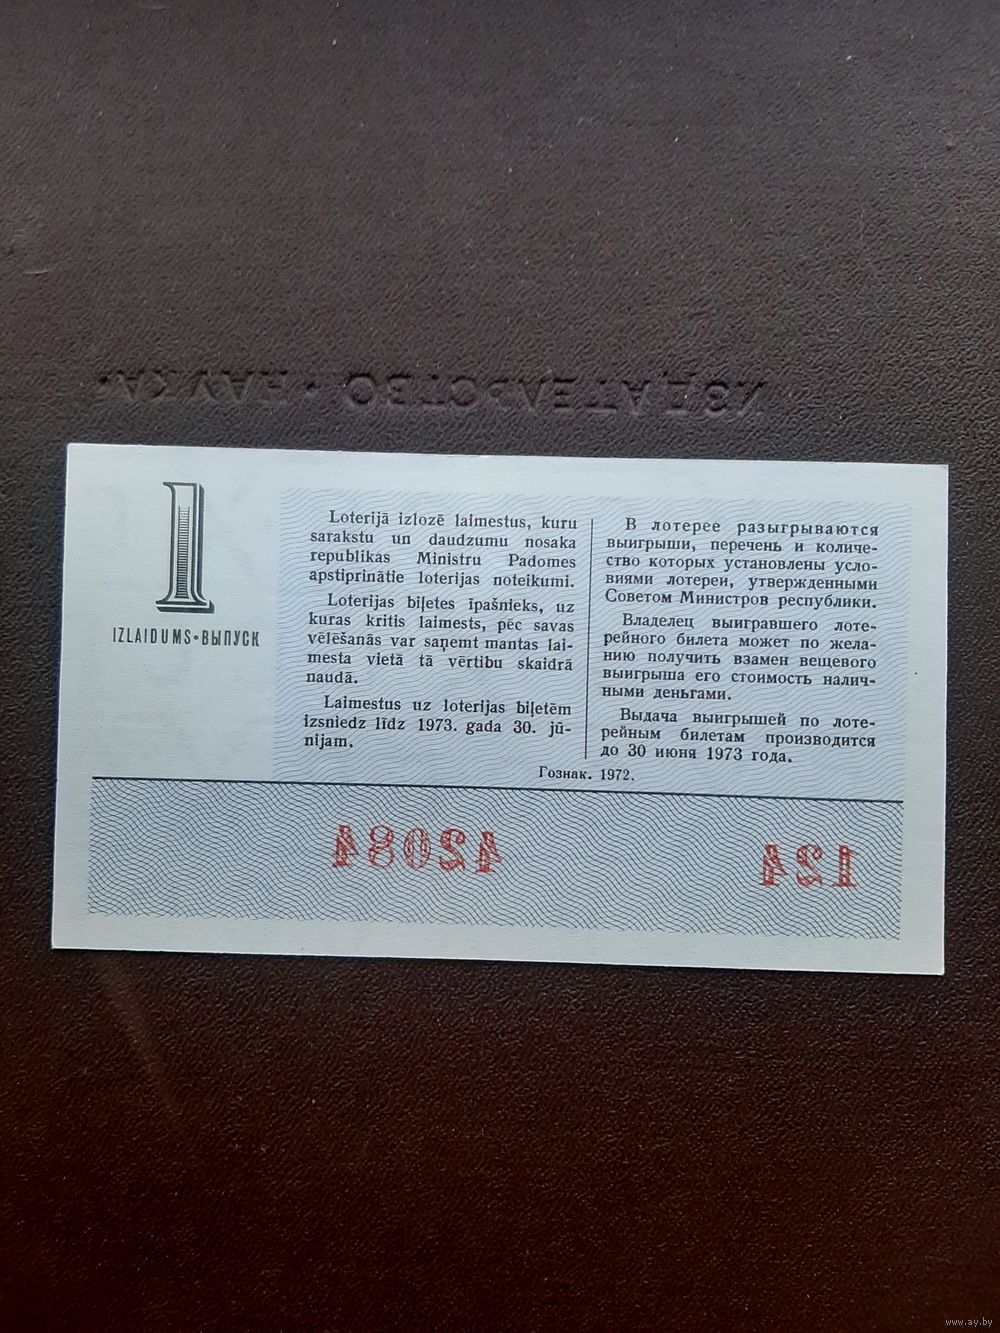 ИЗДАТЕЛЬСТВО «НАУКА»
1
IZLAIDUMS•ВЫПУСК
Loterijā izlozē laimestus, kuru
sarakstu un daudzumu nosaka
republikas Ministru Padomes
apstiprinātie loterijas noteikumi.
Loterijas biļetes īpašnieks, uz
kuras kritis laimests, pēc savas
vēlēšanās var saņemt mantas lai-
mesta vietā tā vērtību skaidrā
naudā.
Laimestus uz loterijas biļetēm
izsniedz līdz 1973. gada 30. jū-
nijam.
В лотерее разыгрываются
выигрыши, перечень и количе-
ство которых установлены усло-
виями лотереи, утвержденными
Советом Министров республики.
Владелец выигравшего лоте-
рейного билета может по жела-
нию получить взамен вещевого
выигрыша его стоимость налич-
ными деньгами.
Выдача выигрышей по лоте-
рейным билетам производится
до 30 июня 1973 года.
Гознак. 1972.
42084
124
www.ay.by